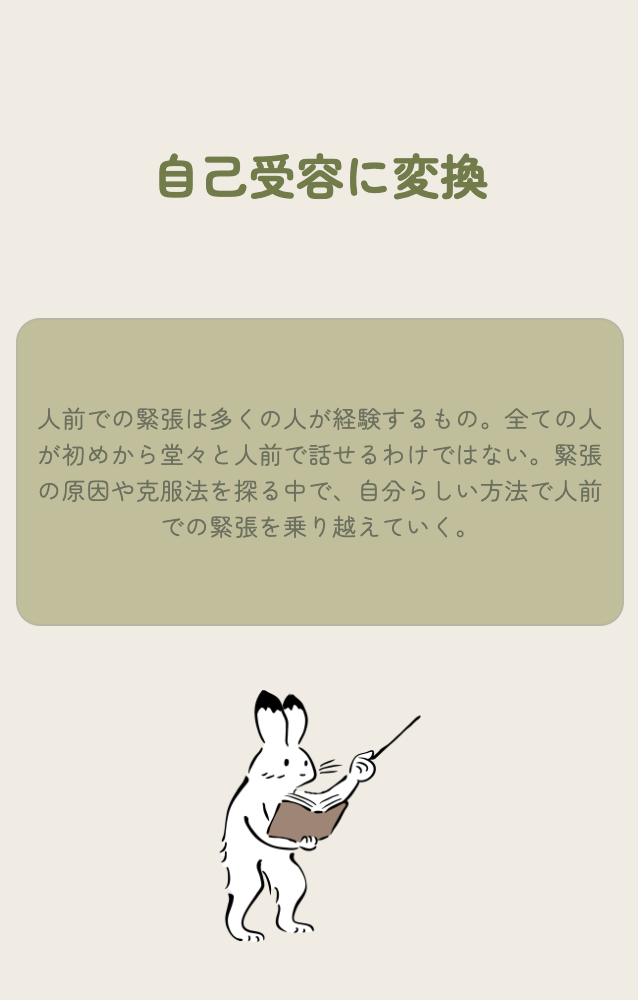 自己受容に変換
人前での緊張は多くの人が経験するもの。全ての人
が初めから堂々と人前で話せるわけではない。緊張
の原因や克服法を探る中で、自分らしい方法で人前
での緊張を乗り越えていく。